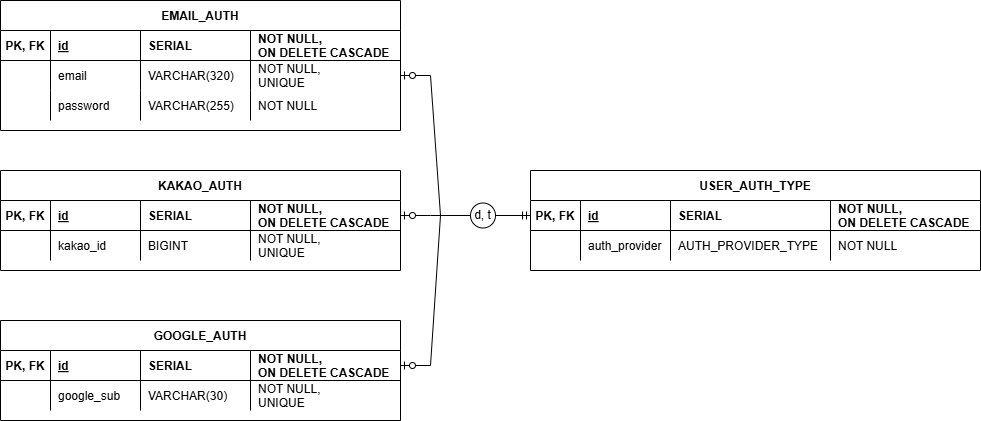 EMAIL_AUTH
PK, FK id SERIAL NOT NULL,
ON DELETE CASCADE
email VARCHAR(320) NOT NULL,
UNIQUE
password VARCHAR(255) NOT NULL
KAKAO_AUTH
PK, FK id SERIAL NOT NULL,
ON DELETE CASCADE
kakao_id BIGINT NOT NULL,
UNIQUE
d, t
USER_AUTH_TYPE
PK, FK id SERIAL NOT NULL,
ON DELETE CASCADE
auth_provider AUTH_PROVIDER_TYPE NOT NULL
GOOGLE_AUTH
PK, FK id SERIAL NOT NULL,
ON DELETE CASCADE
google_sub VARCHAR(30) NOT NULL,
UNIQUE